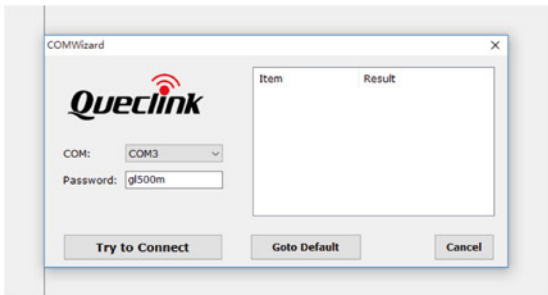 COMWizard
Queclink
Item Result
COM: COM3
Password: gl500m
Try to Connect Goto Default Cancel